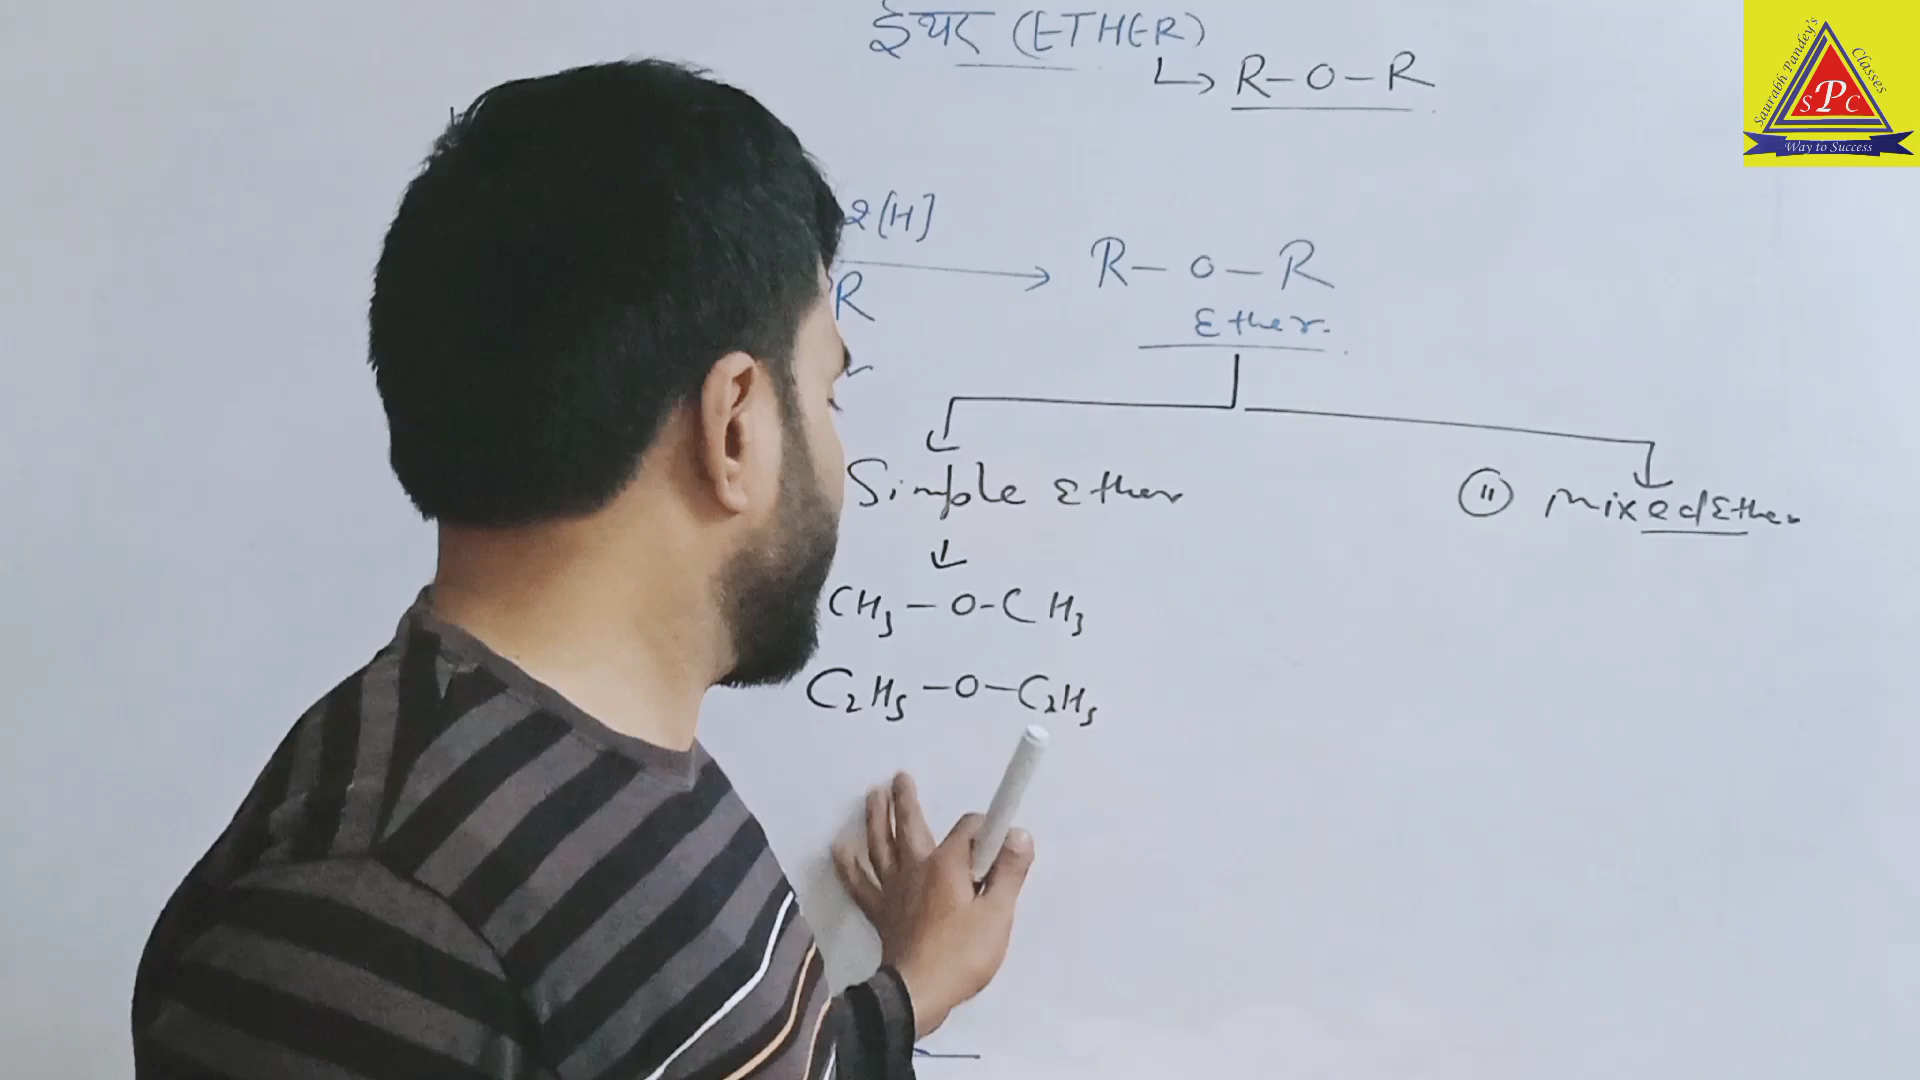 ईथर (ETHER)
↳ R-O-R
2[H]
R-O-R
R
Ether.
Simple Ether
(11) Mixed Ether
CH3-O-CH3
C2H5-O-C2H5
Saurabh Pandey's Classes
SPC
Way to Success